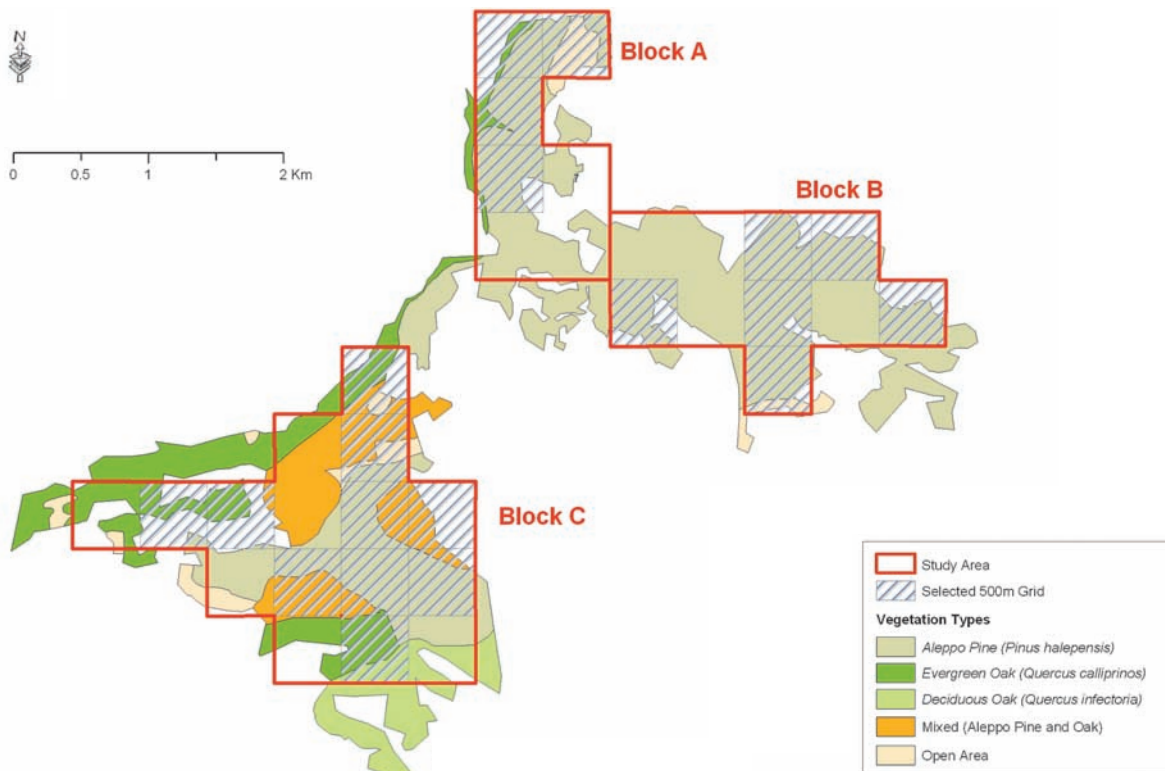 N
Block A
0 0.5 1 2 Km
Block B
Block C
Study Area
Selected 500m Grid
Vegetation Types
Aleppo Pine (Pinus halepensis)
Evergreen Oak (Quercus calliprinos)
Deciduous Oak (Quercus infectoria)
Mixed (Aleppo Pine and Oak)
Open Area